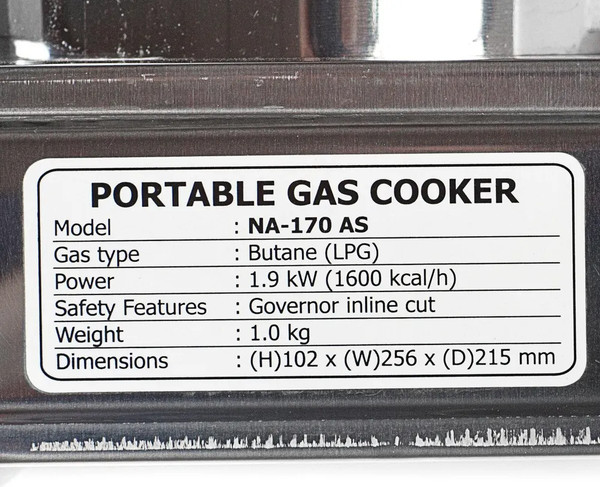 PORTABLE GAS COOKER
Model : NA-170 AS
Gas type : Butane (LPG)
Power : 1.9 kW (1600 kcal/h)
Safety Features : Governor inline cut
Weight : 1.0 kg
Dimensions : (H)102 x (W)256 x (D)215 mm